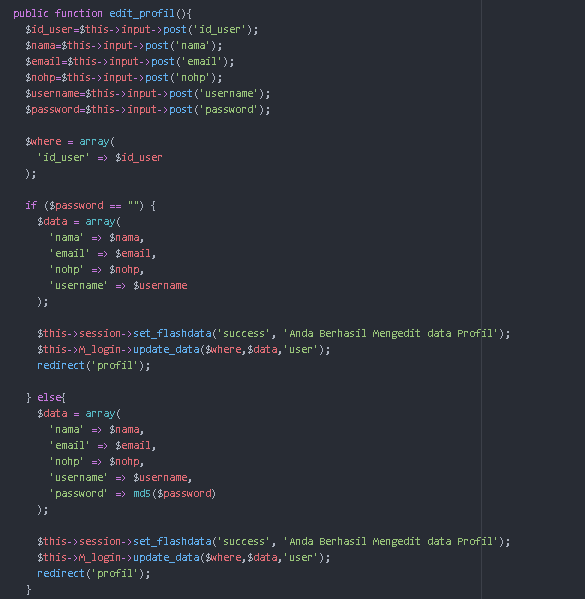 public function edit_profil(){
$id_user=$this->input->post('id_user');
$nama=$this->input->post('nama');
$email=$this->input->post('email');
$nohp=$this->input->post('nohp');
$username=$this->input->post('username');
$password=$this->input->post('password');
$where = array(
'id_user' => $id_user
);
if ($password == "") {
$data = array(
'nama' => $nama,
'email' => $email,
'nohp' => $nohp,
'username' => $username
);
$this->session->set_flashdata('success', 'Anda Berhasil Mengedit data Profil');
$this->M_login->update_data($where,$data,'user');
redirect('profil');
} else{
$data = array(
'nama' => $nama,
'email' => $email,
'nohp' => $nohp,
'username' => $username,
'password' => md5($password)
);
$this->session->set_flashdata('success', 'Anda Berhasil Mengedit data Profil');
$this->M_login->update_data($where,$data,'user');
redirect('profil');
}